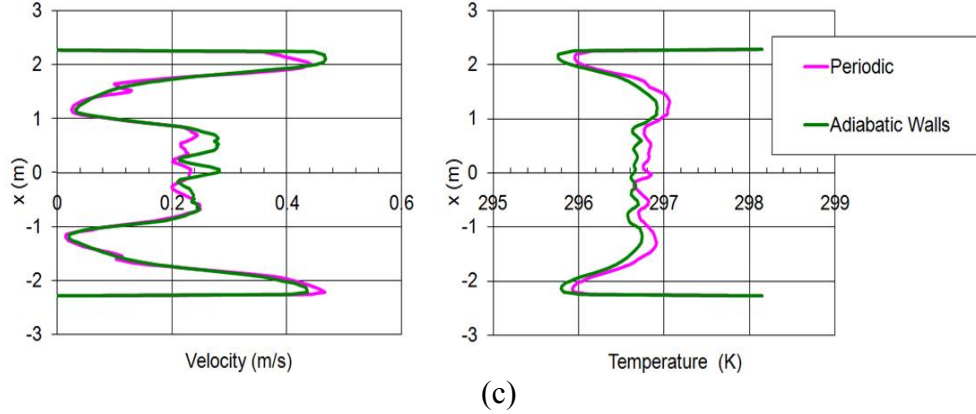 3
2
1
0
-1
-2
-3
x (m)
0 0.2 0.4 0.6
Velocity (m/s)
3
2
1
0
-1
-2
-3
x (m)
295 296 297 298 299
Temperature (K)
Periodic
Adiabatic Walls
(c)